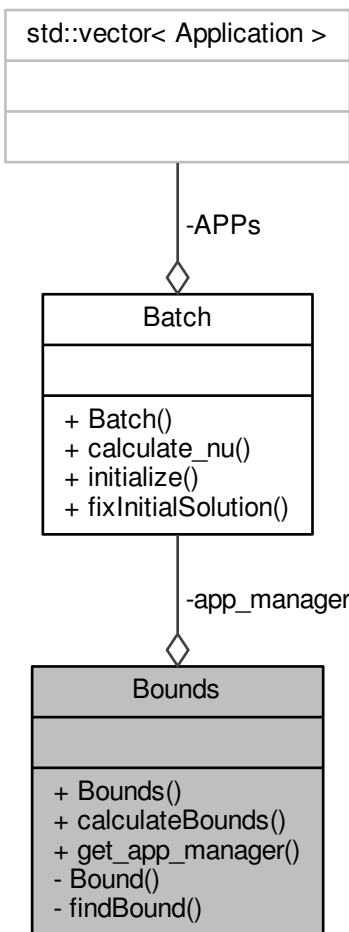 std::vector< Application >
-APPs
Batch
+ Batch()
+ calculate_nu()
+ initialize()
+ fixInitialSolution()
-app_manager
Bounds
+ Bounds()
+ calculateBounds()
+ get_app_manager()
- Bound()
- findBound()